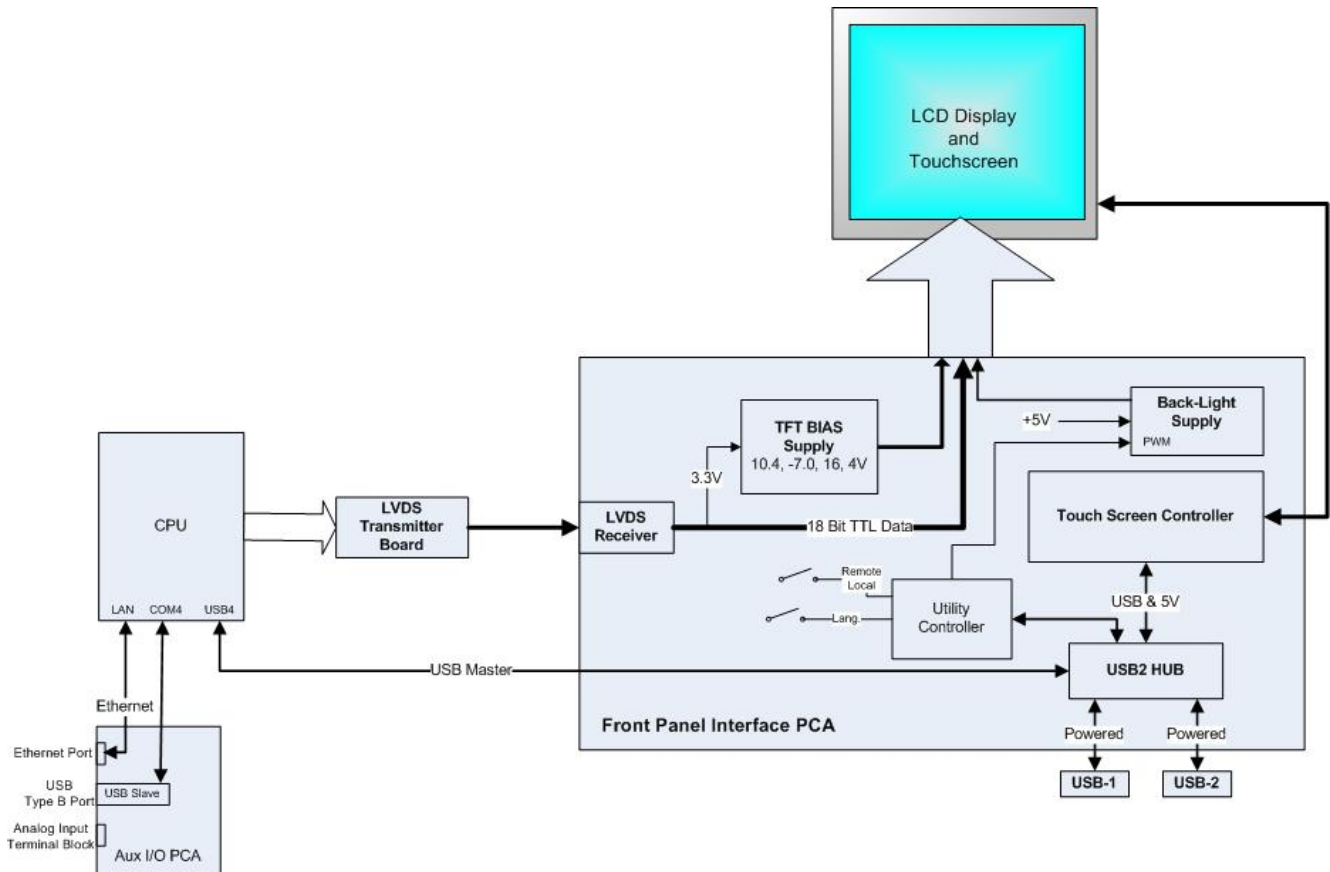 LCD Display
and
Touchscreen
Back-Light
Supply
+5V
PWM
TFT BIAS
Supply
10.4, -7.0, 16, 4V
3.3V
CPU
LVDS
Transmitter
Board
LVDS
Receiver
18 Bit TTL Data
Touch Screen Controller
Remote
Local
Lang.
Utility
Controller
USB & 5V
LAN COM4 USB4
USB Master
USB2 HUB
Ethernet
Front Panel Interface PCA
Powered Powered
Ethernet Port
USB-1 USB-2
USB
Type B Port
USB Slave
Analog Input
Terminal Block
Aux I/O PCA